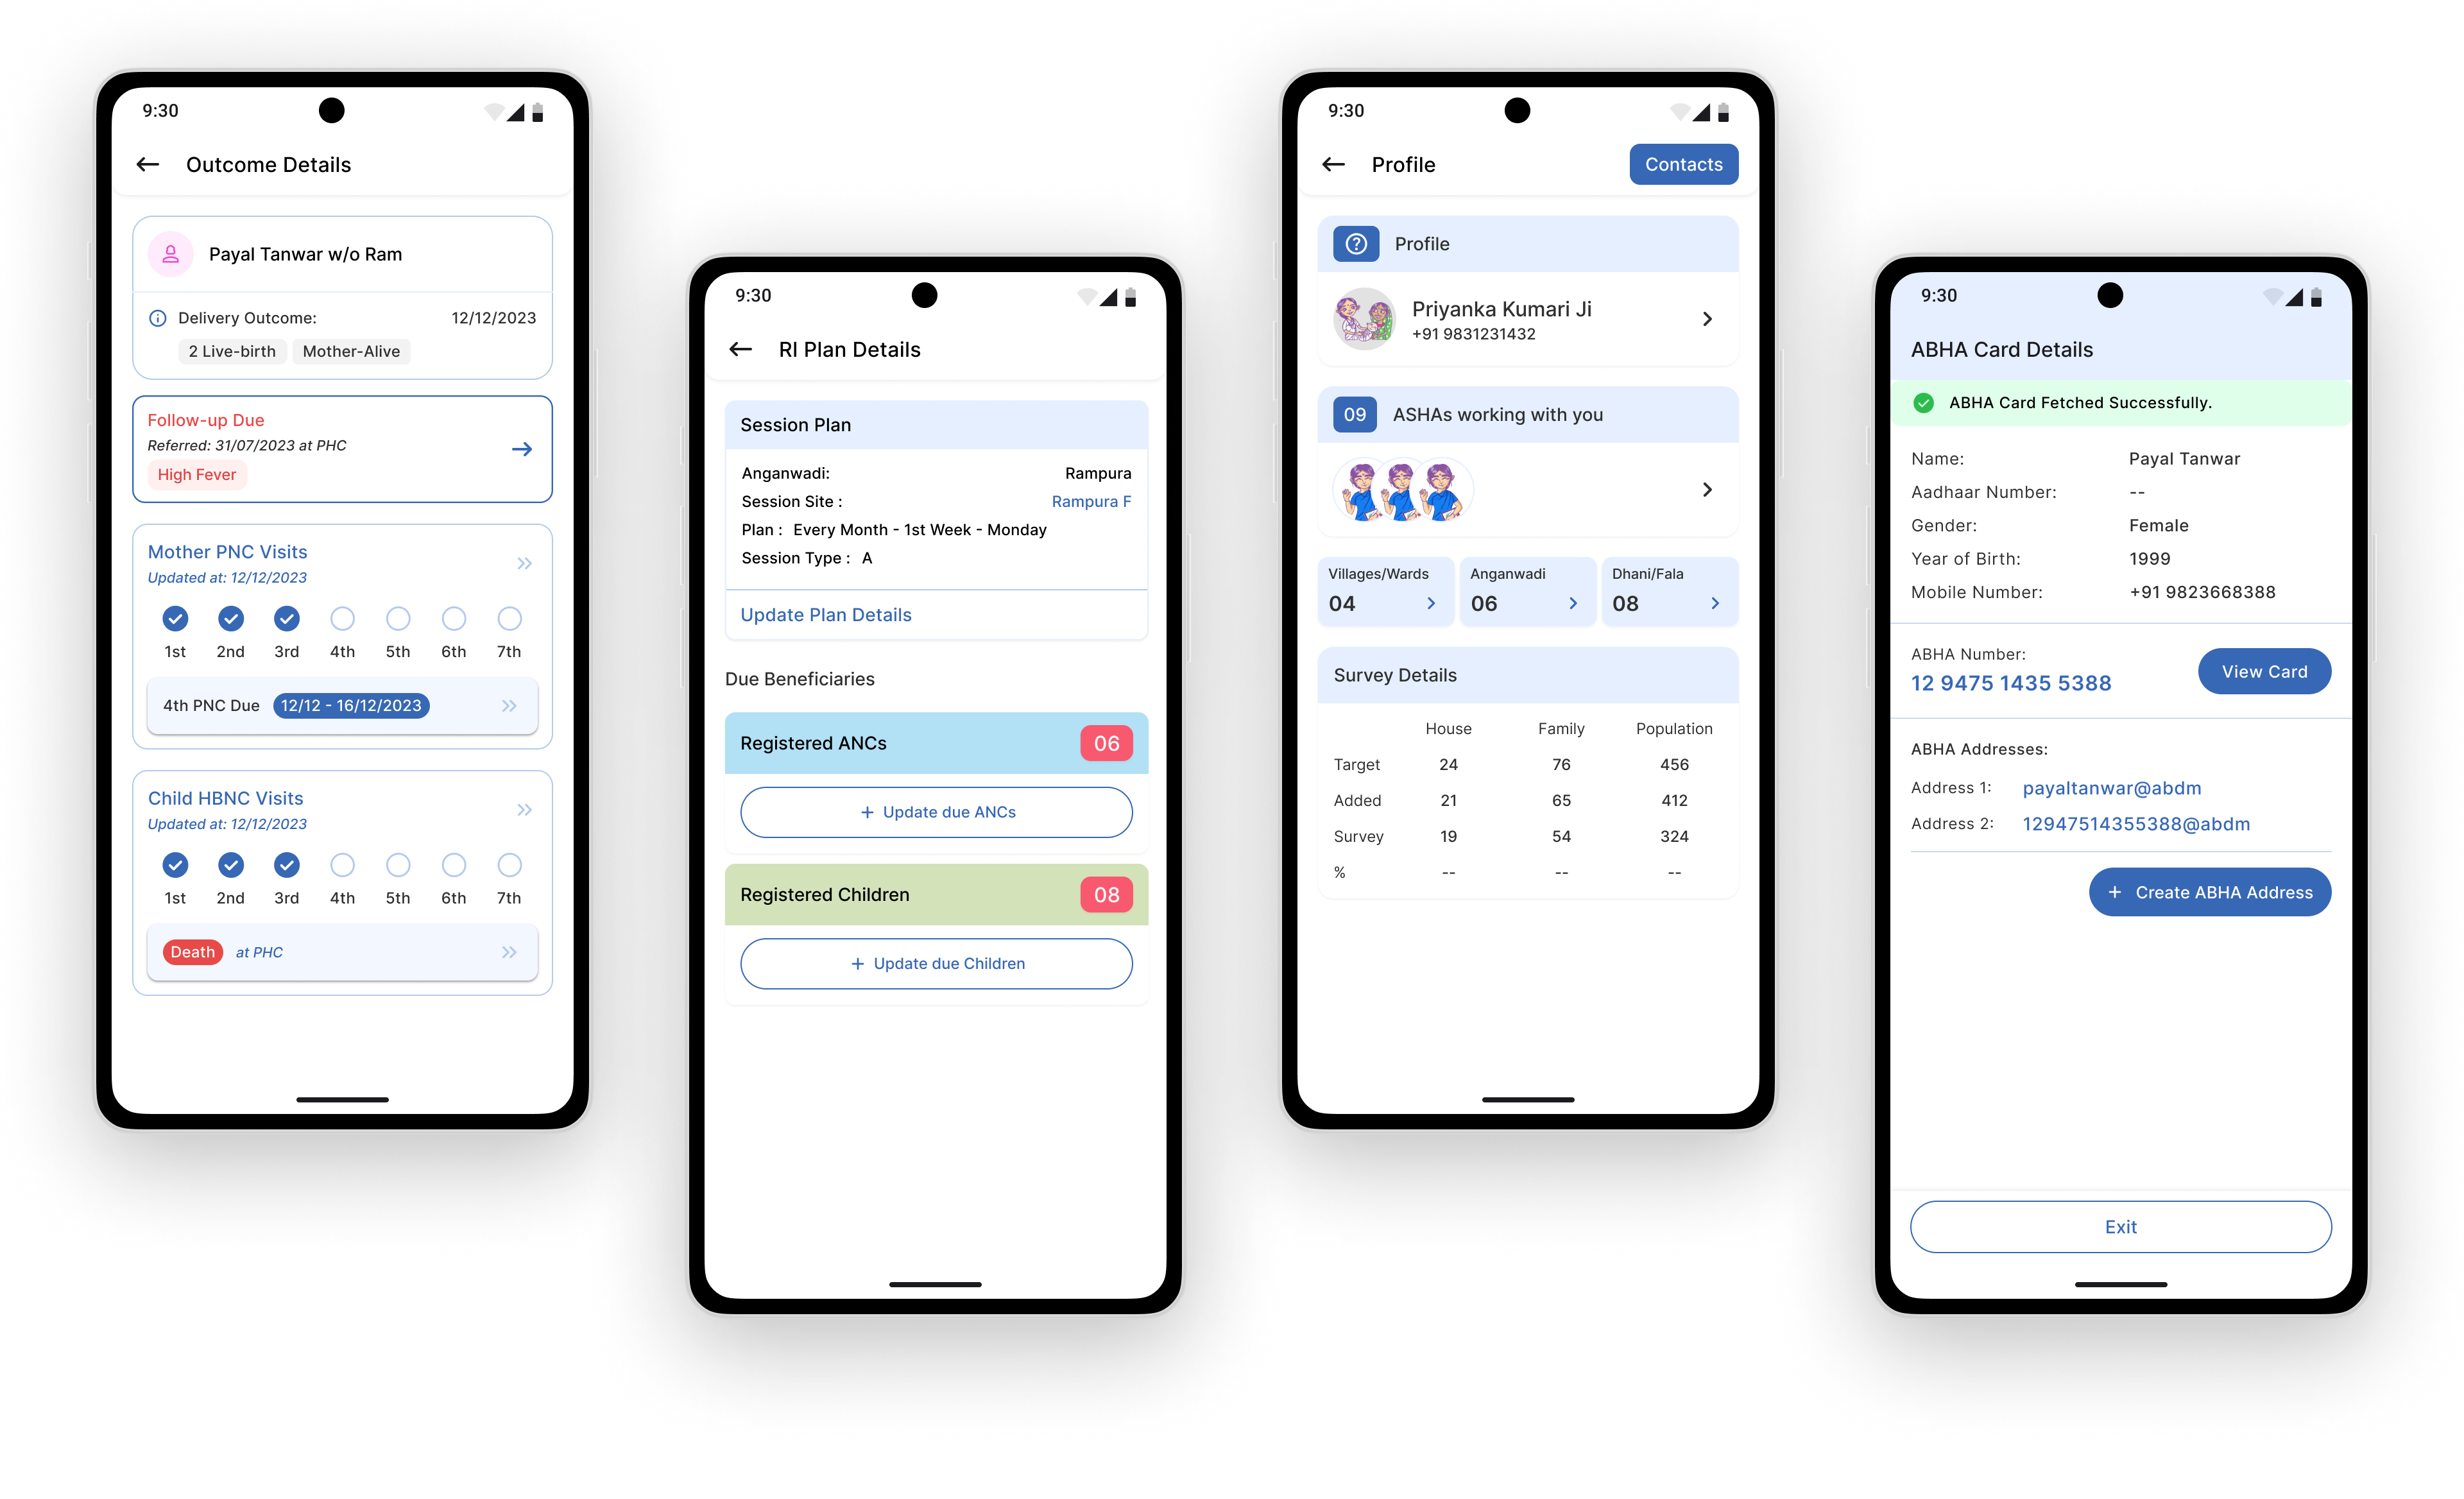 9:30
Outcome Details
Payal Tanwar w/o Ram
Delivery Outcome: 12/12/2023
2 Live-birth Mother-Alive
Follow-up Due
Referred: 31/07/2023 at PHC
High Fever
Mother PNC Visits
Updated at: 12/12/2023
1st 2nd 3rd 4th 5th 6th 7th
4th PNC Due 12/12 - 16/12/2023
Child HBNC Visits
Updated at: 12/12/2023
1st 2nd 3rd 4th 5th 6th 7th
Death at PHC
9:30
RI Plan Details
Session Plan
Anganwadi: Rampura
Session Site : Rampura F
Plan : Every Month - 1st Week - Monday
Session Type : A
Update Plan Details
Due Beneficiaries
Registered ANCs 06
+ Update due ANCs
Registered Children 08
+ Update due Children
9:30
Profile Contacts
Profile
Priyanka Kumari Ji
+91 9831231432
09 ASHAs working with you
Villages/Wards Anganwadi Dhani/Fala
04 06 08
Survey Details
House Family Population
Target 24 76 456
Added 21 65 412
Survey 19 54 324
% -- -- --
9:30
ABHA Card Details
ABHA Card Fetched Successfully.
Name: Payal Tanwar
Aadhaar Number: --
Gender: Female
Year of Birth: 1999
Mobile Number: +91 9823668388
ABHA Number:
12 9475 1435 5388
View Card
ABHA Addresses:
Address 1: payaltanwar@abdm
Address 2: 12947514355388@abdm
+ Create ABHA Address
Exit